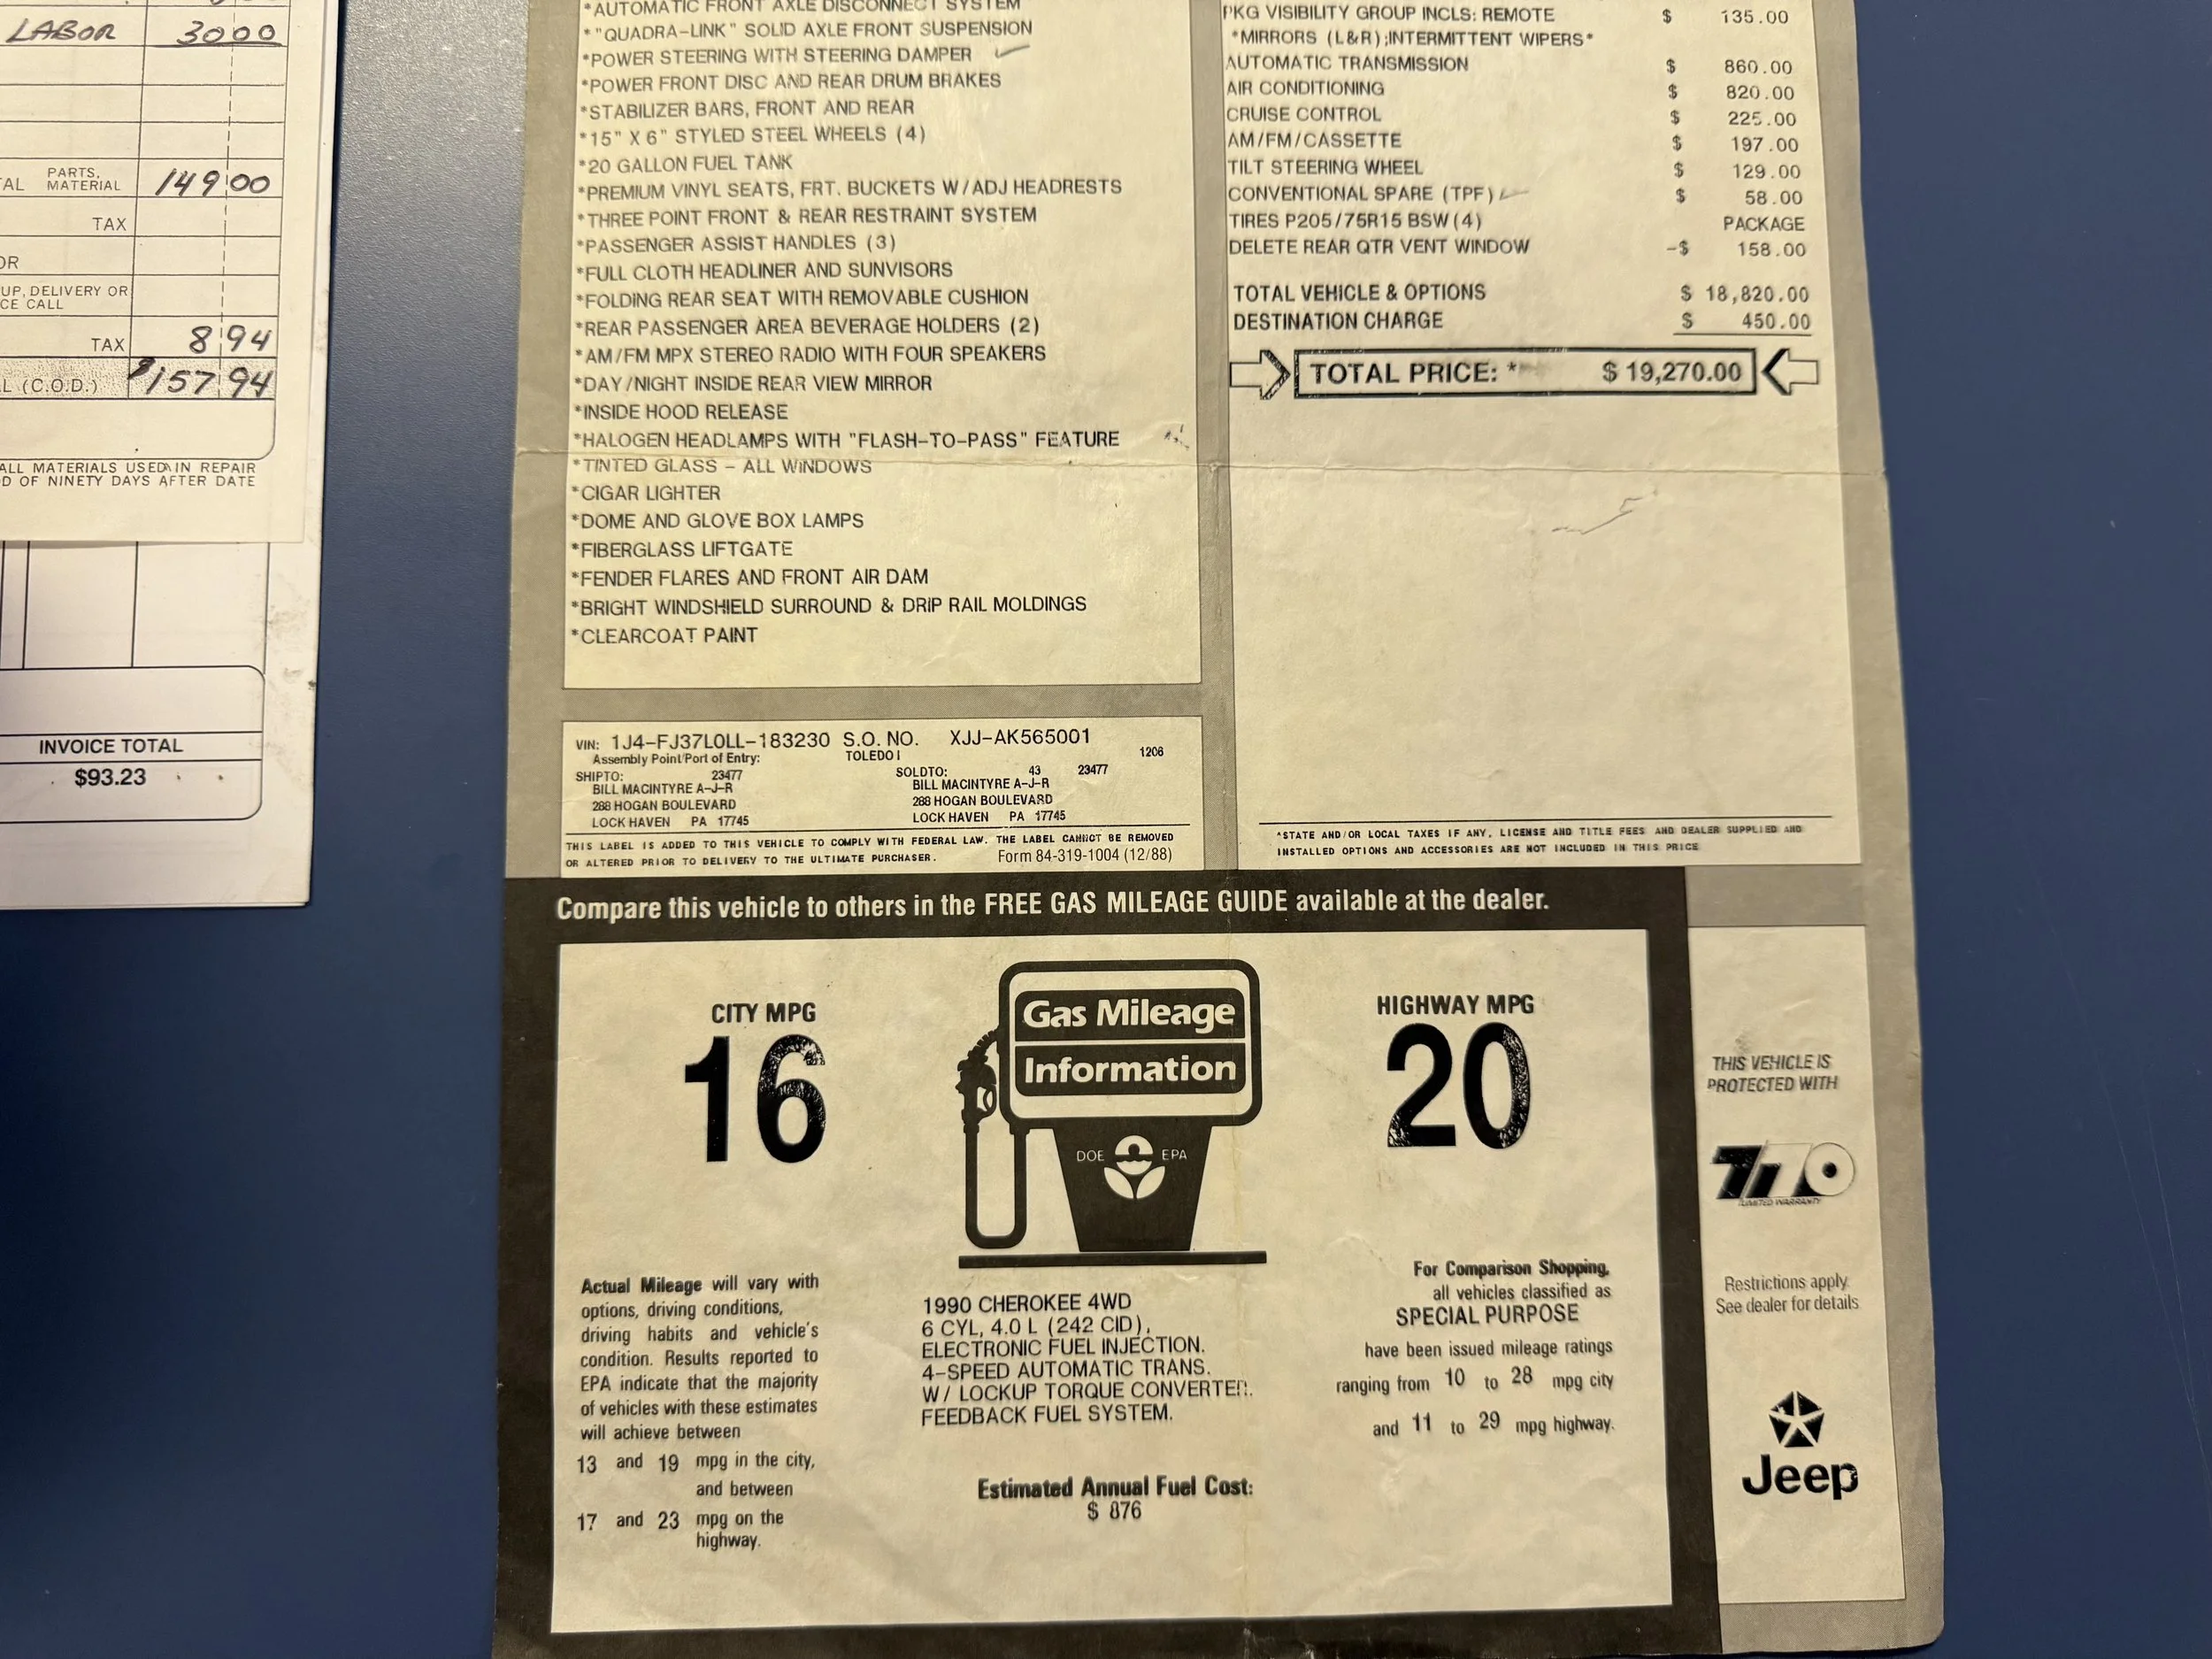 LABOR 3000
PARTS,
MATERIAL 149 00
TAX
UP, DELIVERY OR
CE CALL
TAX 8 94
L (C.O.D.) $157 94
ALL MATERIALS USED IN REPAIR
D OF NINETY DAYS AFTER DATE
INVOICE TOTAL
$93.23
*AUTOMATIC FRONT AXLE DISCONNECT SYSTEM
*"QUADRA-LINK" SOLID AXLE FRONT SUSPENSION
*POWER STEERING WITH STEERING DAMPER
*POWER FRONT DISC AND REAR DRUM BRAKES
*STABILIZER BARS, FRONT AND REAR
*15" X 6" STYLED STEEL WHEELS (4)
*20 GALLON FUEL TANK
*PREMIUM VINYL SEATS, FRT. BUCKETS W/ADJ HEADRESTS
*THREE POINT FRONT & REAR RESTRAINT SYSTEM
*PASSENGER ASSIST HANDLES (3)
*FULL CLOTH HEADLINER AND SUNVISORS
*FOLDING REAR SEAT WITH REMOVABLE CUSHION
*REAR PASSENGER AREA BEVERAGE HOLDERS (2)
*AM/FM MPX STEREO RADIO WITH FOUR SPEAKERS
*DAY/NIGHT INSIDE REAR VIEW MIRROR
*INSIDE HOOD RELEASE
*HALOGEN HEADLAMPS WITH "FLASH-TO-PASS" FEATURE
*TINTED GLASS - ALL WINDOWS
*CIGAR LIGHTER
*DOME AND GLOVE BOX LAMPS
*FIBERGLASS LIFTGATE
*FENDER FLARES AND FRONT AIR DAM
*BRIGHT WINDSHIELD SURROUND & DRIP RAIL MOLDINGS
*CLEARCOAT PAINT
PKG VISIBILITY GROUP INCLS: REMOTE $ 135.00
*MIRRORS (L&R);INTERMITTENT WIPERS*
AUTOMATIC TRANSMISSION $ 860.00
AIR CONDITIONING $ 820.00
CRUISE CONTROL $ 225.00
AM/FM/CASSETTE $ 197.00
TILT STEERING WHEEL $ 129.00
CONVENTIONAL SPARE (TPF) $ 58.00
TIRES P205/75R15 BSW(4) PACKAGE
DELETE REAR QTR VENT WINDOW -$ 158.00
TOTAL VEHICLE & OPTIONS $ 18,820.00
DESTINATION CHARGE $ 450.00
TOTAL PRICE: * $ 19,270.00
VIN: 1J4-FJ37L0LL-183230 S.O. NO. XJJ-AK565001
Assembly Point/Port of Entry: TOLEDO I 1206
SHIPTO: 23477 SOLDTO: 43 23477
BILL MACINTYRE A-J-R BILL MACINTYRE A-J-R
288 HOGAN BOULEVARD 288 HOGAN BOULEVARD
LOCK HAVEN PA 17745 LOCK HAVEN PA 17745
THIS LABEL IS ADDED TO THIS VEHICLE TO COMPLY WITH FEDERAL LAW. THE LABEL CANNOT BE REMOVED
OR ALTERED PRIOR TO DELIVERY TO THE ULTIMATE PURCHASER. Form 84-319-1004 (12/88)
*STATE AND/OR LOCAL TAXES IF ANY, LICENSE AND TITLE FEES AND DEALER SUPPLIED AND
INSTALLED OPTIONS AND ACCESSORIES ARE NOT INCLUDED IN THIS PRICE
Compare this vehicle to others in the FREE GAS MILEAGE GUIDE available at the dealer.
CITY MPG
16
Gas Mileage
Information
DOE EPA
HIGHWAY MPG
20
Actual Mileage will vary with
options, driving conditions,
driving habits and vehicle's
condition. Results reported to
EPA indicate that the majority
of vehicles with these estimates
will achieve between
13 and 19 mpg in the city,
and between
17 and 23 mpg on the
highway.
1990 CHEROKEE 4WD
6 CYL, 4.0 L (242 CID),
ELECTRONIC FUEL INJECTION.
4-SPEED AUTOMATIC TRANS.
W/ LOCKUP TORQUE CONVERTER.
FEEDBACK FUEL SYSTEM.
Estimated Annual Fuel Cost:
$ 876
For Comparison Shopping,
all vehicles classified as
SPECIAL PURPOSE
have been issued mileage ratings
ranging from 10 to 28 mpg city
and 11 to 29 mpg highway.
THIS VEHICLE IS
PROTECTED WITH
7/70
LIMITED WARRANTY
Restrictions apply.
See dealer for details.
Jeep